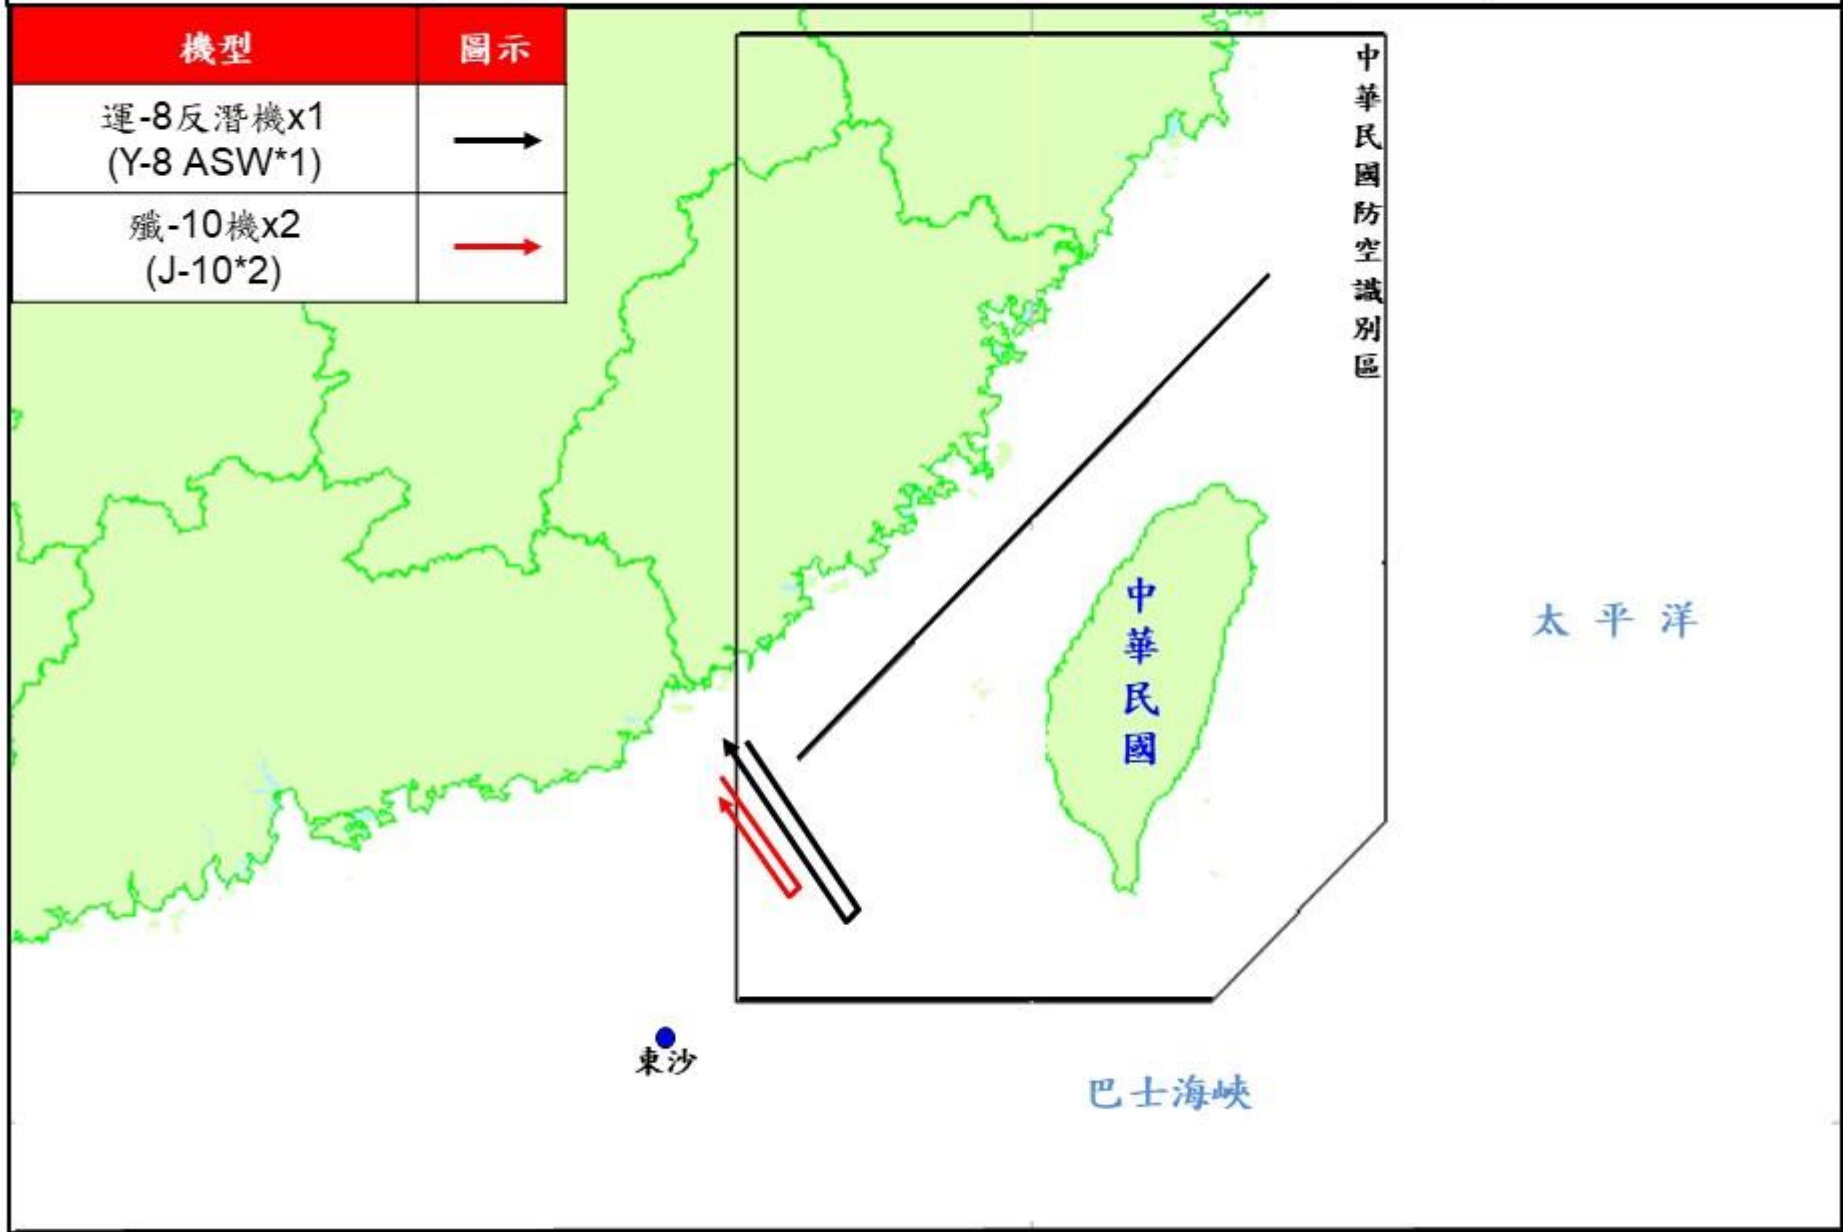 機型
圖示
運-8反潛機x1
(Y-8 ASW*1)
殲-10機x2
(J-10*2)
中華民國防空識別區
中華民國
太平洋
東沙
巴士海峽